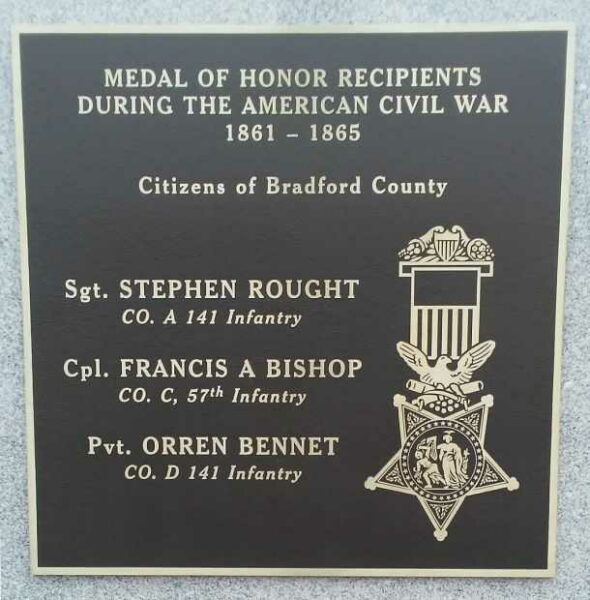 MEDAL OF HONOR RECIPIENTS
DURING THE AMERICAN CIVIL WAR
1861 – 1865
Citizens of Bradford County
Sgt. STEPHEN ROUGHT
CO. A 141 Infantry
Cpl. FRANCIS A BISHOP
CO. C, 57th Infantry
Pvt. ORREN BENNET
CO. D 141 Infantry